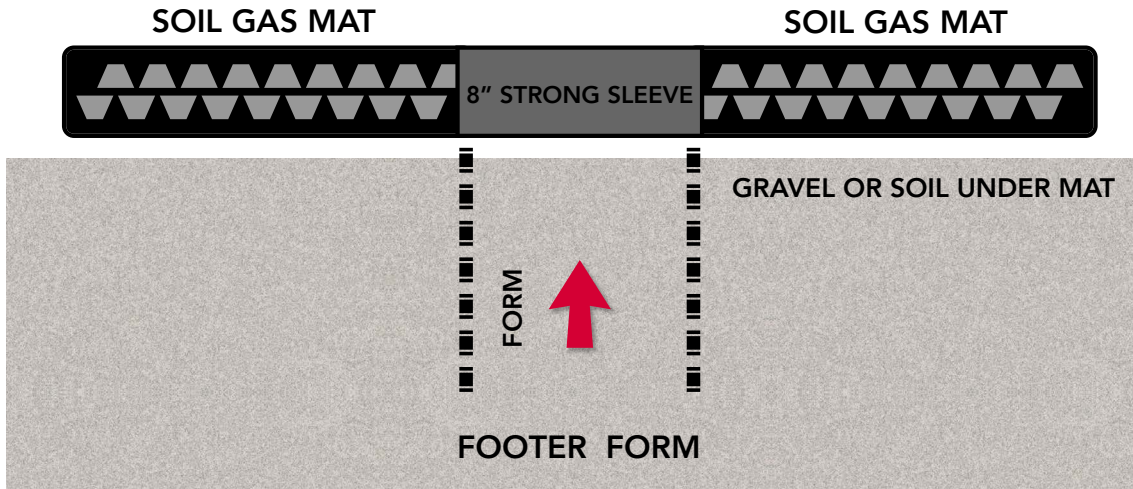 SOIL GAS MAT
SOIL GAS MAT
8” STRONG SLEEVE
GRAVEL OR SOIL UNDER MAT
FORM
FOOTER FORM